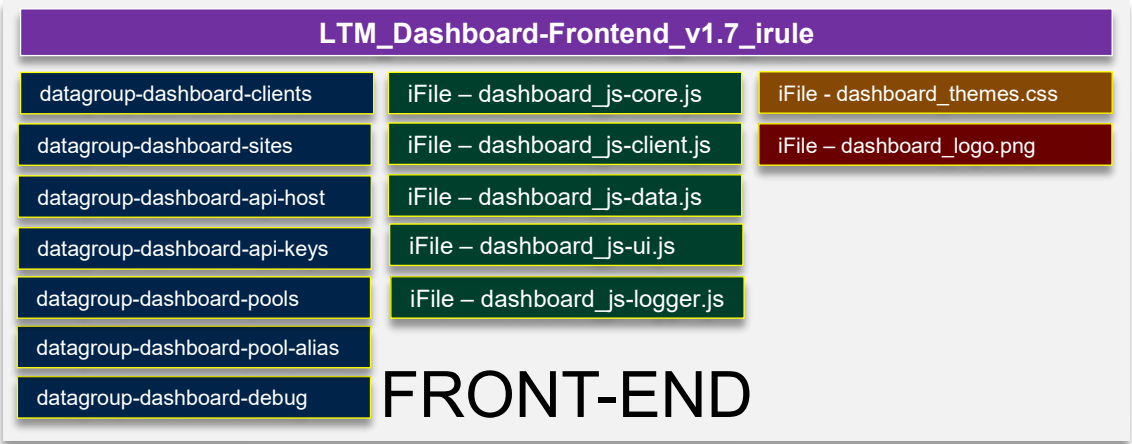 LTM_Dashboard-Frontend_v1.7_irule
datagroup-dashboard-clients
datagroup-dashboard-sites
datagroup-dashboard-api-host
datagroup-dashboard-api-keys
datagroup-dashboard-pools
datagroup-dashboard-pool-alias
datagroup-dashboard-debug
iFile – dashboard_js-core.js
iFile – dashboard_js-client.js
iFile – dashboard_js-data.js
iFile – dashboard_js-ui.js
iFile – dashboard_js-logger.js
iFile - dashboard_themes.css
iFile – dashboard_logo.png
FRONT-END